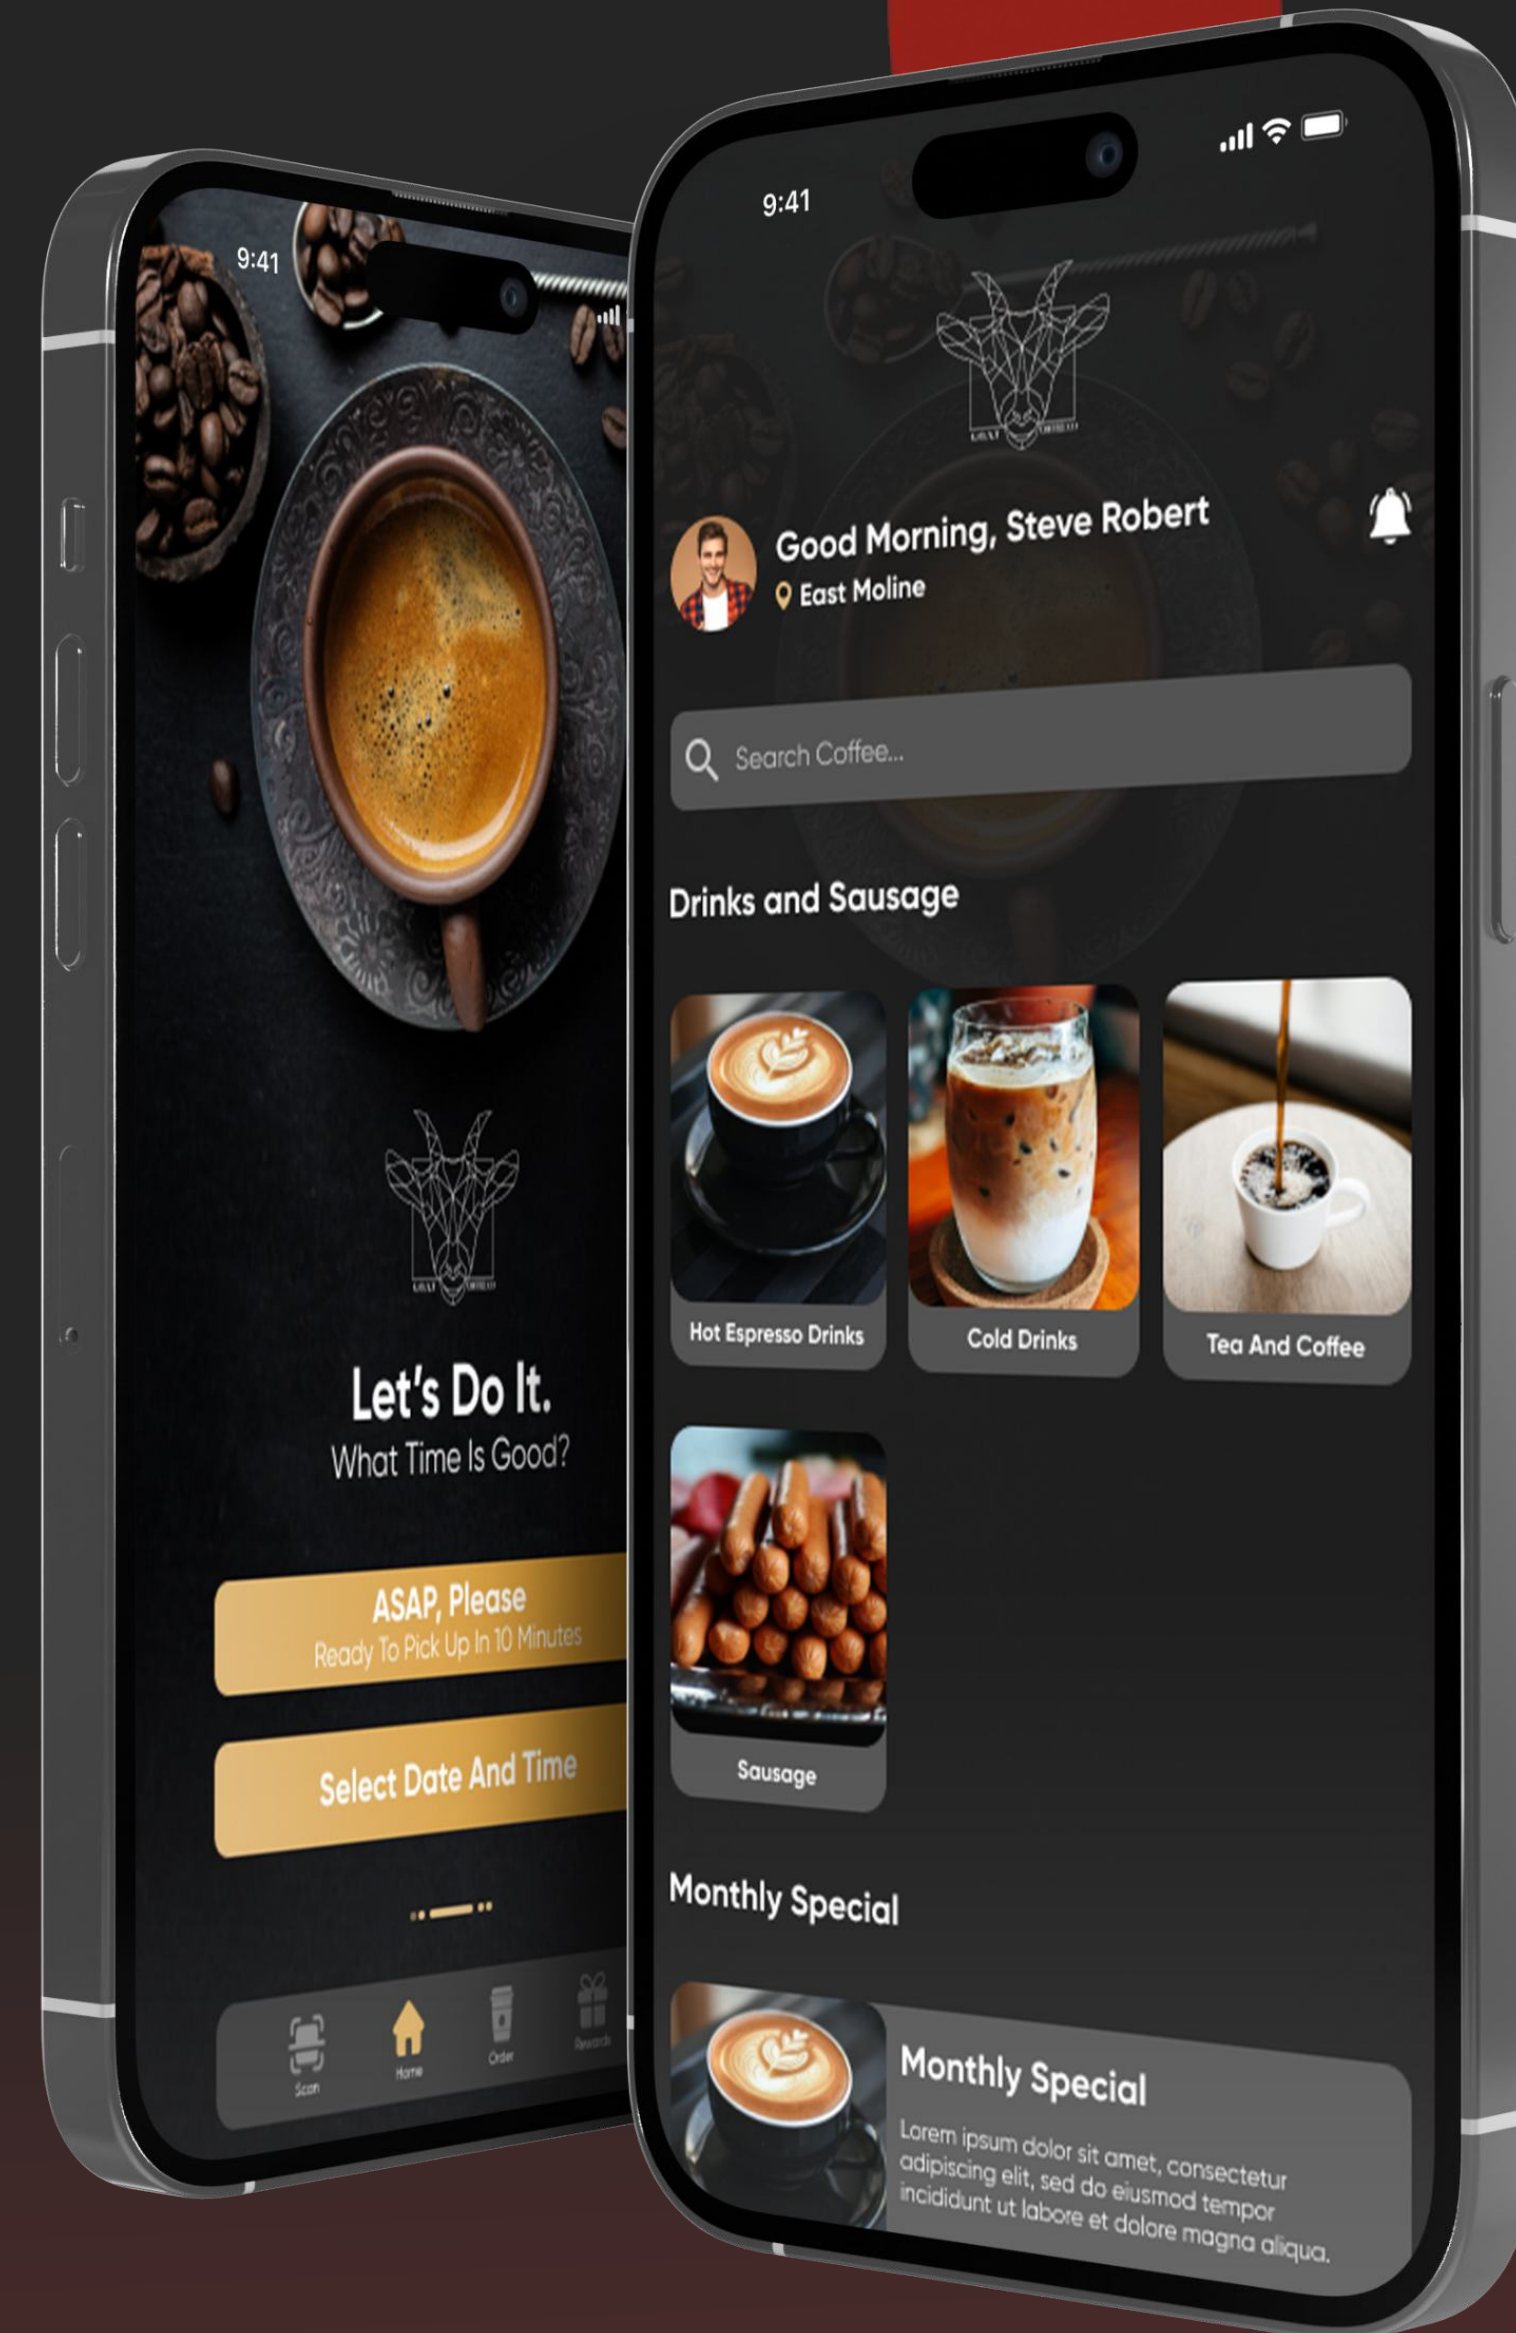 9:41
Let's Do It.
What Time Is Good?
ASAP, Please
Ready To Pick Up In 10 Minutes
Select Date And Time
Scan
Home
Order
Rewards
9:41
Good Morning, Steve Robert
East Moline
Search Coffee...
Drinks and Sausage
Hot Espresso Drinks
Cold Drinks
Tea And Coffee
Sausage
Monthly Special
Monthly Special
Lorem ipsum dolor sit amet, consectetur
adipiscing elit, sed do eiusmod tempor
incididunt ut labore et dolore magna aliqua.